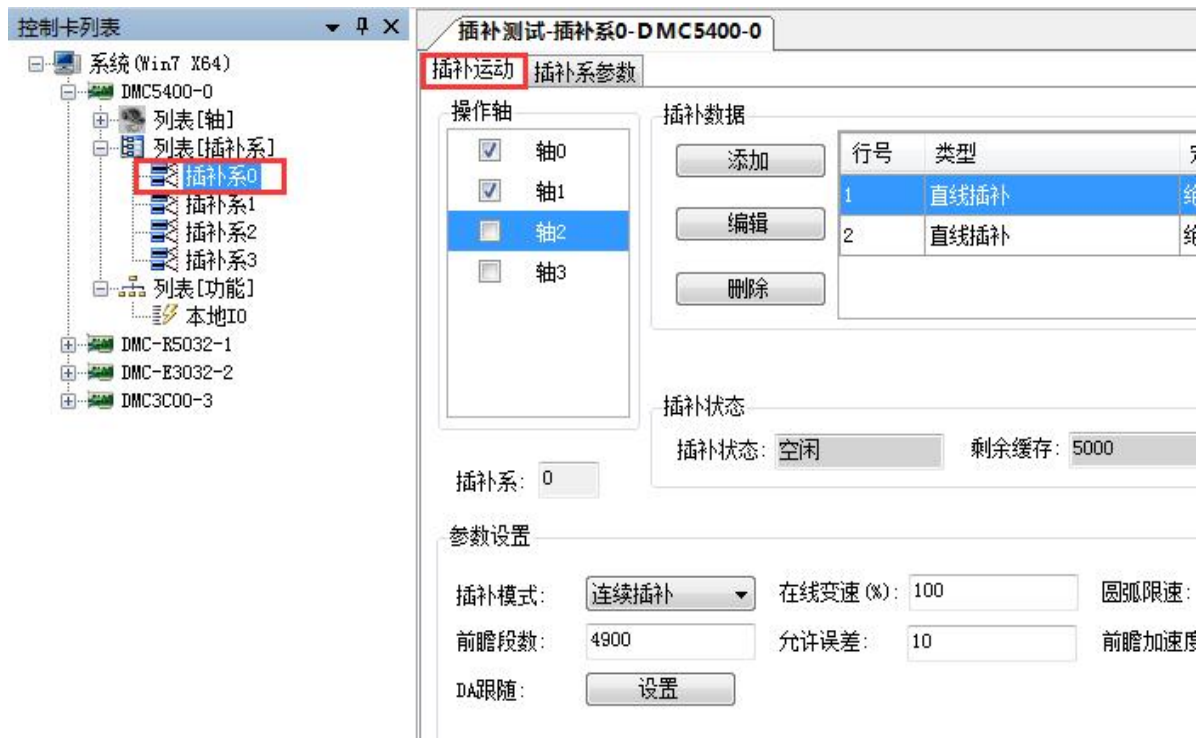 控制卡列表
系统(Win7 X64)
DMC5400-0
列表[轴]
列表[插补系]
插补系0
插补系1
插补系2
插补系3
列表[功能]
本地IO
DMC-R5032-1
DMC-E3032-2
DMC3C00-3
插补测试-插补系0-DMC5400-0
插补运动 插补系参数
操作轴
轴0
轴1
轴2
轴3
插补系: 0
插补数据
添加
编辑
删除
行号 类型
1 直线插补
2 直线插补
插补状态
插补状态: 空闲 剩余缓存: 5000
参数设置
插补模式: 连续插补 在线变速(%): 100 圆弧限速:
前瞻段数: 4900 允许误差: 10 前瞻加速度
DA跟随: 设置